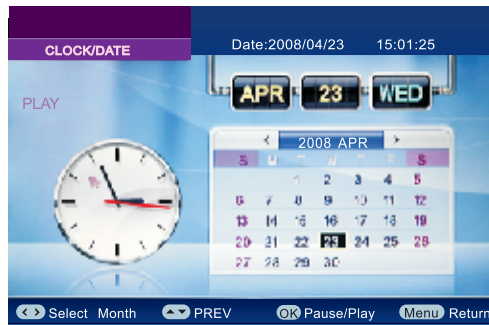 CLOCK/DATE
Date:2008/04/23 15:01:25
PLAY
APR 23 WED
2008 APR
S M T W T F S
1 2 3 4 5
6 7 8 9 10 11 12
13 14 15 16 17 18 19
20 21 22 23 24 25 26
27 28 29 30
Select Month PREV OK Pause/Play Menu Return